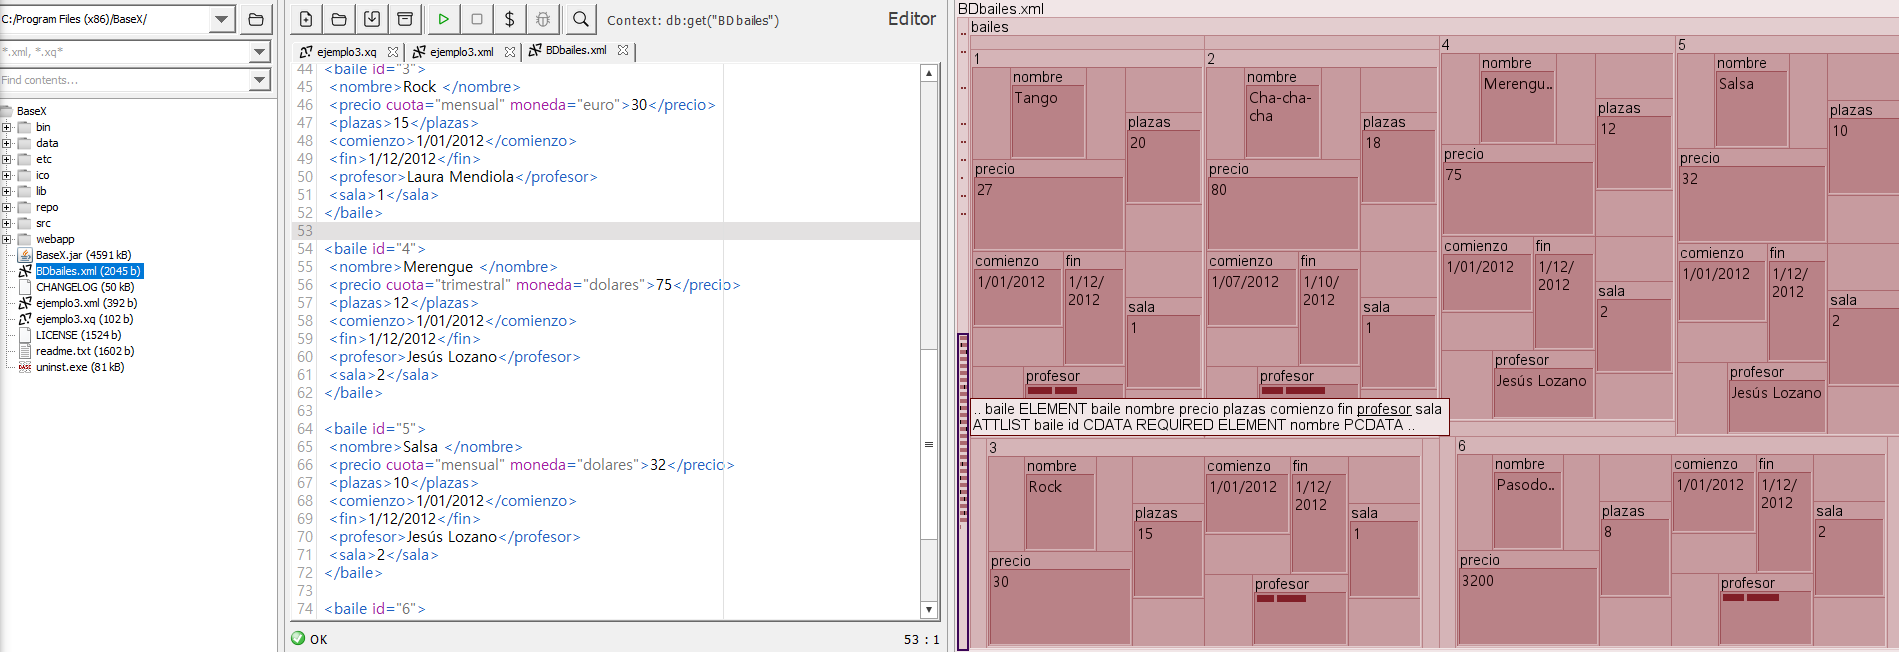 C:/Program Files (x86)/BaseX/
*.xml, *.xq*
Find contents...
BaseX
bin
data
etc
ico
lib
repo
src
webapp
BaseX.jar (4591 kB)
BDbailes.xml (2045 b)
CHANGELOG (50 kB)
ejemplo3.xml (392 b)
ejemplo3.xq (102 b)
LICENSE (1524 b)
readme.txt (1602 b)
uninst.exe (81 kB)
Context: db:get("BDbailes")
Editor
ejemplo3.xq
ejemplo3.xml
BDbailes.xml
44 <baile id="3">
45 <nombre>Rock </nombre>
46 <precio cuota="mensual" moneda="euro">30</precio>
47 <plazas>15</plazas>
48 <comienzo>1/01/2012</comienzo>
49 <fin>1/12/2012</fin>
50 <profesor>Laura Mendiola</profesor>
51 <sala>1</sala>
52 </baile>
53
54 <baile id="4">
55 <nombre>Merengue </nombre>
56 <precio cuota="trimestral" moneda="dolares">75</precio>
57 <plazas>12</plazas>
58 <comienzo>1/01/2012</comienzo>
59 <fin>1/12/2012</fin>
60 <profesor>Jesús Lozano</profesor>
61 <sala>2</sala>
62 </baile>
63
64 <baile id="5">
65 <nombre>Salsa </nombre>
66 <precio cuota="mensual" moneda="dolares">32</precio>
67 <plazas>10</plazas>
68 <comienzo>1/01/2012</comienzo>
69 <fin>1/12/2012</fin>
70 <profesor>Jesús Lozano</profesor>
71 <sala>2</sala>
72 </baile>
73
74 <baile id="6">
OK
53 : 1
BDbailes.xml
bailes
1
nombre
Tango
plazas
20
precio
27
comienzo
1/01/2012
fin
1/12/
2012
sala
1
profesor
2
nombre
Cha-cha-
cha
plazas
18
precio
80
comienzo
1/07/2012
fin
1/10/
2012
sala
1
profesor
4
nombre
Merengu..
plazas
12
precio
75
comienzo
1/01/2012
fin
1/12/
2012
sala
2
profesor
Jesús Lozano
5
nombre
Salsa
plazas
10
precio
32
comienzo
1/01/2012
fin
1/12/
2012
sala
2
profesor
Jesús Lozano
.. baile ELEMENT baile nombre precio plazas comienzo fin profesor sala
ATTLIST baile id CDATA REQUIRED ELEMENT nombre PCDATA ..
3
nombre
Rock
plazas
15
precio
30
comienzo
1/01/2012
fin
1/12/
2012
sala
1
profesor
6
nombre
Pasodo..
plazas
8
precio
3200
comienzo
1/01/2012
fin
1/12/
2012
sala
2
profesor